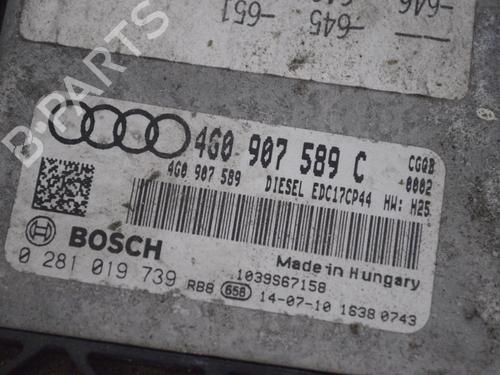 -646
-645
-651
B-PARTS
4G0 907 589 C
CGGB
0002
4G0 907 589 DIESEL EDC17CP44 HW: H25
BOSCH
0 281 019 739
RB8 658
1039S67158
Made in Hungary
14-07-10 1638 0743